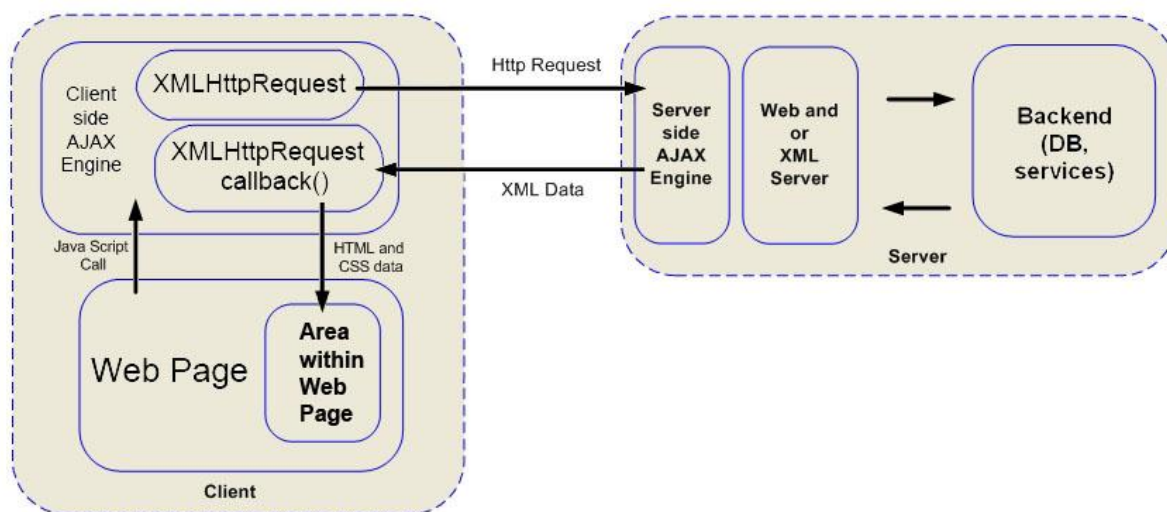 Client
side
AJAX
Engine
XMLHttpRequest
XMLHttpRequest
callback()
Java Script
Call
HTML and
CSS data
Web Page
Area
within
Web
Page
Client
Http Request
XML Data
Server
side
AJAX
Engine
Web and
or
XML
Server
Backend
(DB,
services)
Server